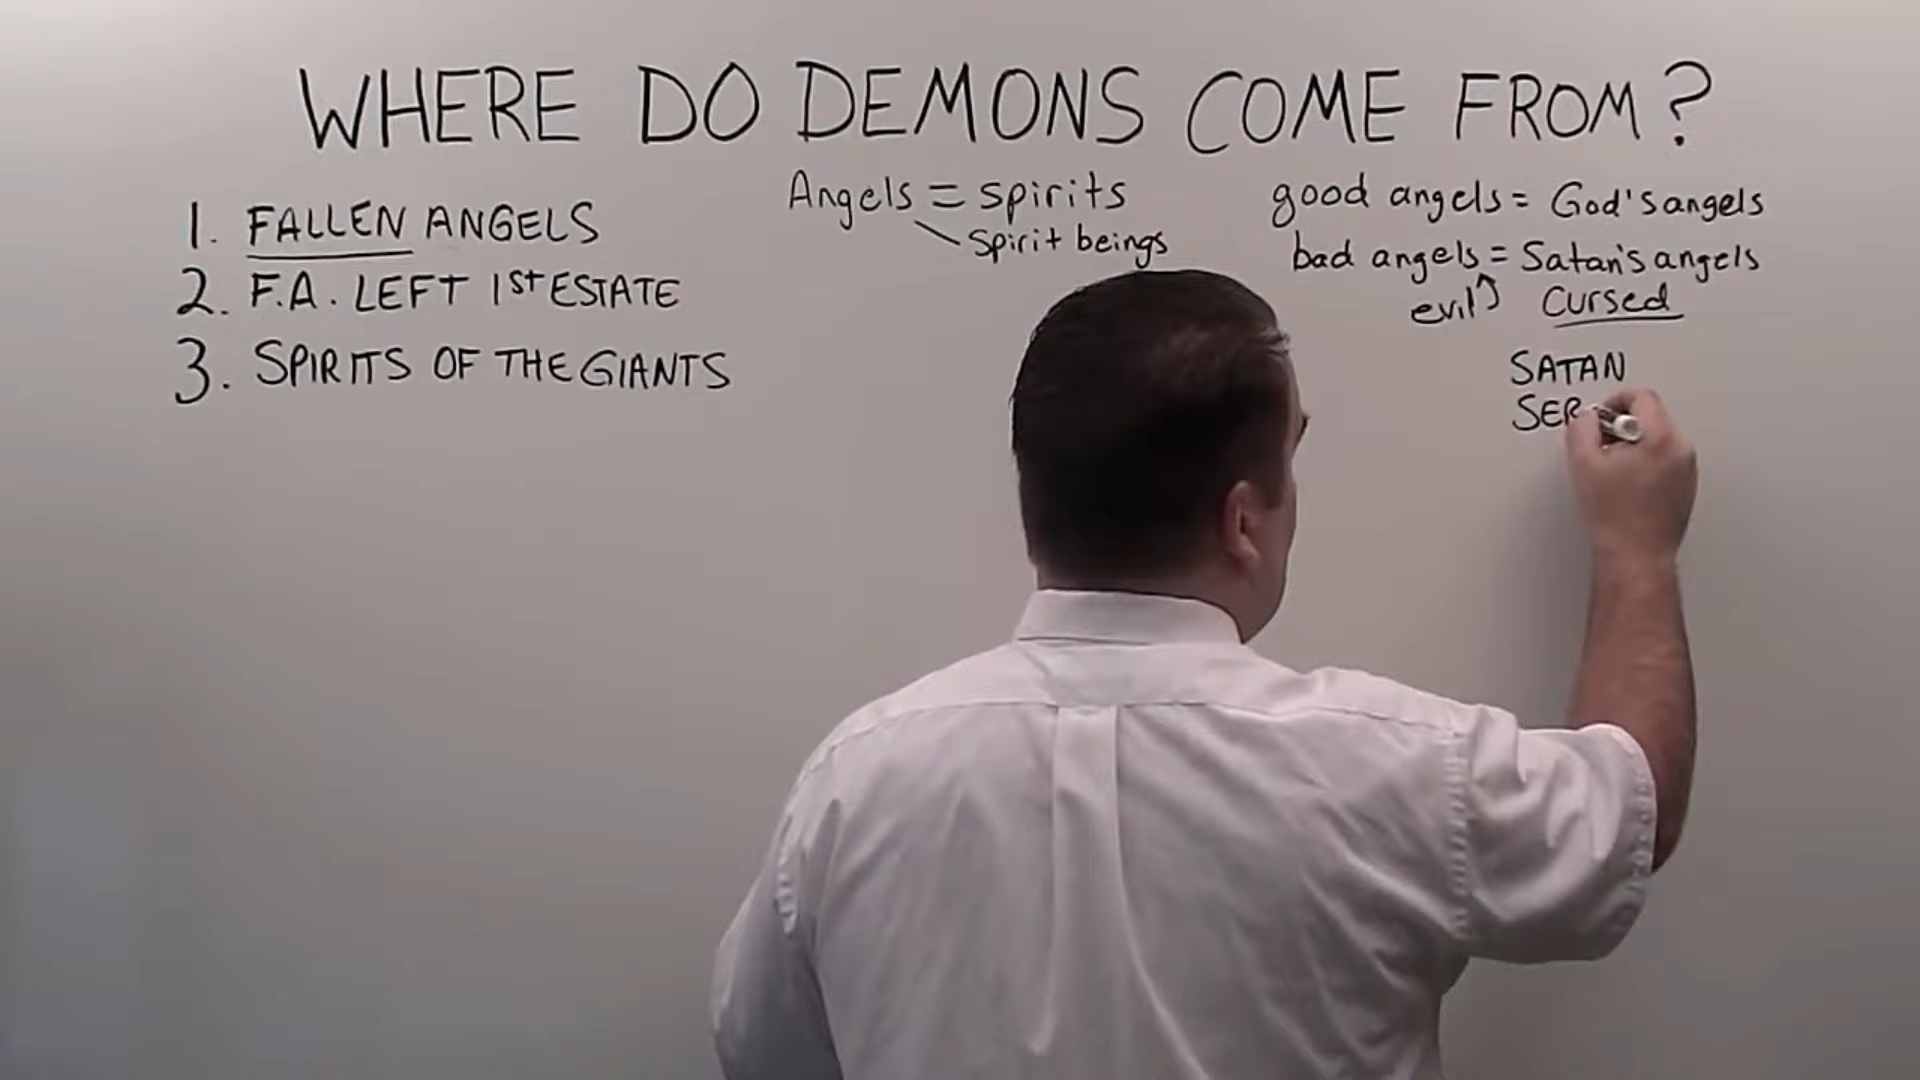 WHERE DO DEMONS COME FROM?
1. FALLEN ANGELS
2. F.A. LEFT 1ST ESTATE
3. SPIRITS OF THE GIANTS
Angels = spirits
Spirit beings
good angels = God's angels
bad angels = Satan's angels
evil Cursed
SATAN
SER